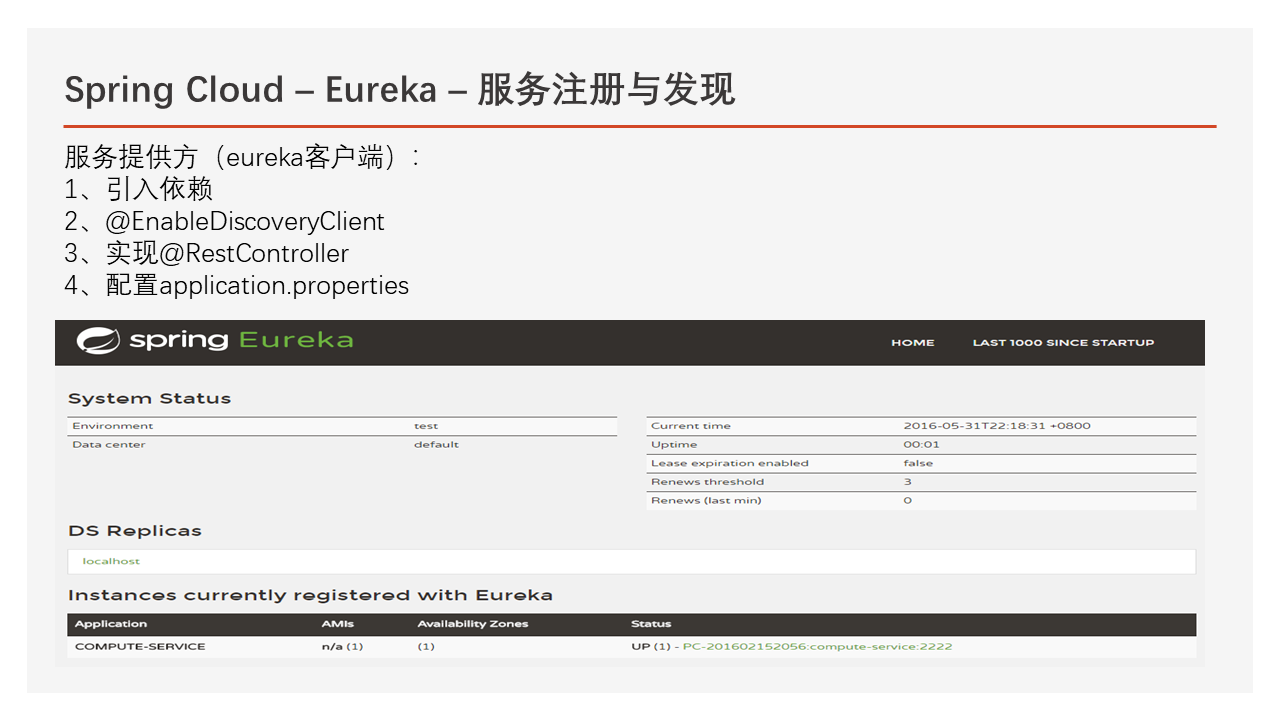 Spring Cloud – Eureka – 服务注册与发现
服务提供方（eureka客户端）:
1、引入依赖
2、@EnableDiscoveryClient
3、实现@RestController
4、配置application.properties
spring Eureka HOME LAST 1000 SINCE STARTUP
System Status
Environment test Current time 2016-05-31T22:18:31 +0800
Data center default Uptime 00:01
Lease expiration enabled false
Renews threshold 3
Renews (last min) 0
DS Replicas
localhost
Instances currently registered with Eureka
Application AMIs Availability Zones Status
COMPUTE-SERVICE n/a (1) (1) UP (1) - PC-201602152056:compute-service:2222